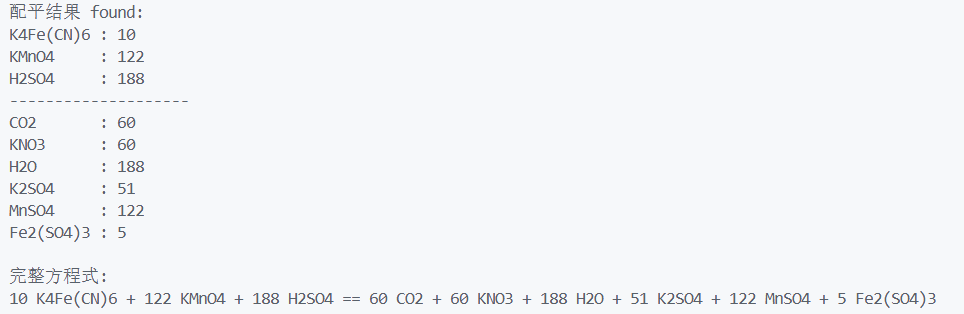 配平结果 found:
K4Fe(CN)6 : 10
KMnO4     : 122
H2SO4     : 188
--------------------
CO2       : 60
KNO3      : 60
H2O       : 188
K2SO4     : 51
MnSO4     : 122
Fe2(SO4)3 : 5
完整方程式:
10 K4Fe(CN)6 + 122 KMnO4 + 188 H2SO4 == 60 CO2 + 60 KNO3 + 188 H2O + 51 K2SO4 + 122 MnSO4 + 5 Fe2(SO4)3